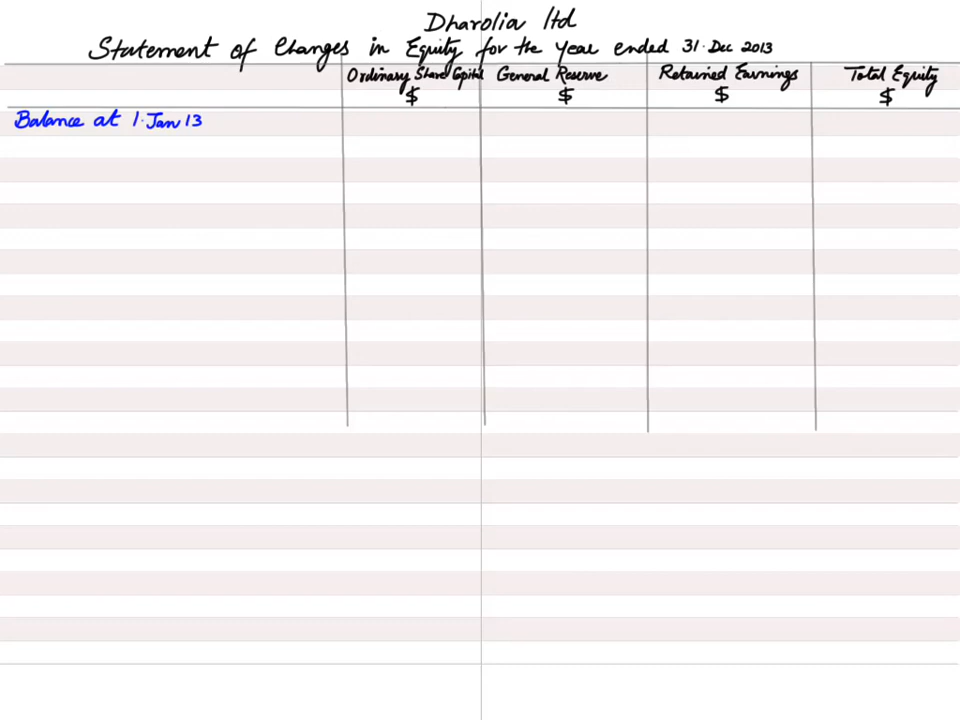 Dharolia ltd
Statement of Changes in Equity for the Year ended 31. Dec 2013
Ordinary Share Capital General Reserve Retained Earnings Total Equity
$ $ $ $
Balance at 1. Jan 13